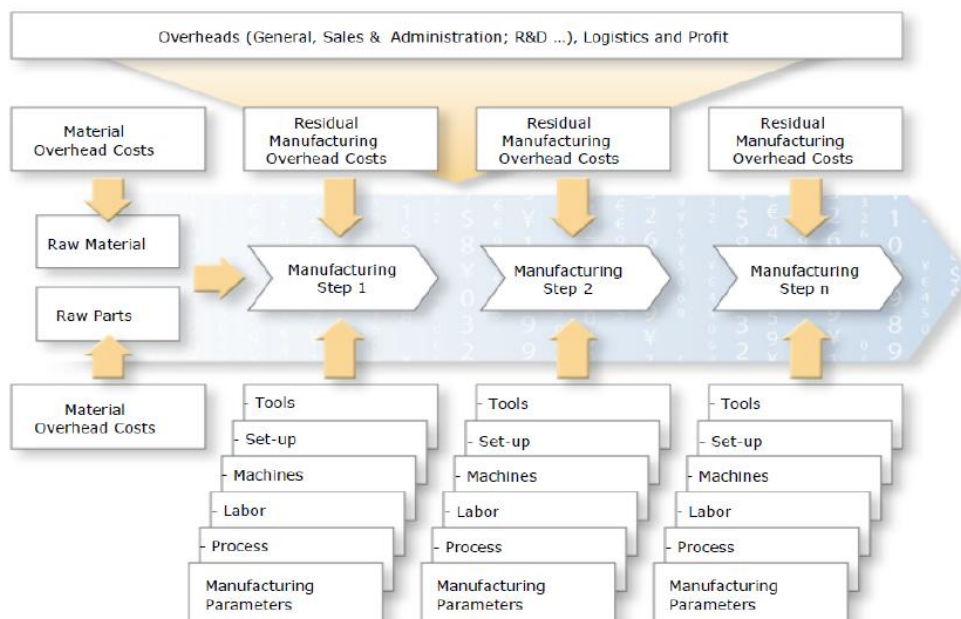 Overheads (General, Sales & Administration; R&D ...), Logistics and Profit
Material
Overhead Costs
Residual
Manufacturing
Overhead Costs
Residual
Manufacturing
Overhead Costs
Residual
Manufacturing
Overhead Costs
Raw Material
Raw Parts
Manufacturing
Step 1
Manufacturing
Step 2
Manufacturing
Step n
Material
Overhead Costs
- Tools
- Set-up
- Machines
- Labor
- Process
Manufacturing
Parameters
- Tools
- Set-up
- Machines
- Labor
- Process
Manufacturing
Parameters
- Tools
- Set-up
- Machines
- Labor
- Process
Manufacturing
Parameters